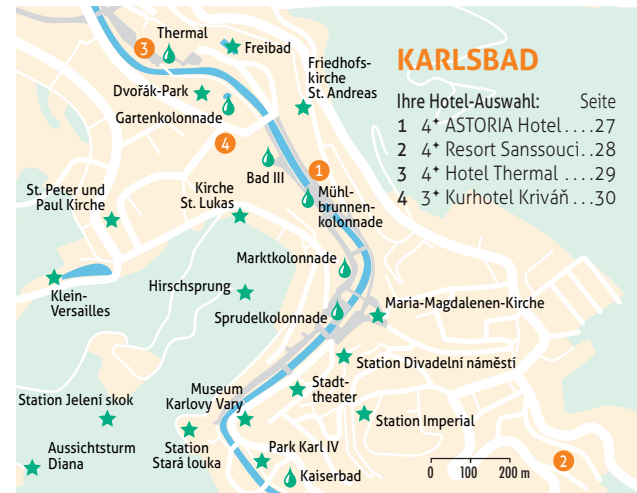 KARLSBAD
Ihre Hotel-Auswahl: Seite
1 4✦ ASTORIA Hotel....27
2 4✦ Resort Sanssouci..28
3 4✦ Hotel Thermal ....29
4 3✦ Kurhotel Kriváň...30
Thermal
3
Freibad
Friedhofs-
kirche
St. Andreas
Dvořák-Park
Gartenkolonnade
4
Bad III
1
Mühl-
brunnen-
kolonnade
St. Peter und
Paul Kirche
Kirche
St. Lukas
Marktkolonnade
Klein-
Versailles
Hirschsprung
Sprudelkolonnade
Maria-Magdalenen-Kirche
Station Divadelní náměstí
Museum
Karlovy Vary
Stadt-
theater
Station Jelení skok
Station Imperial
Aussichtsturm
Diana
Station
Stará louka
Park Karl IV
Kaiserbad
2
0 100 200 m